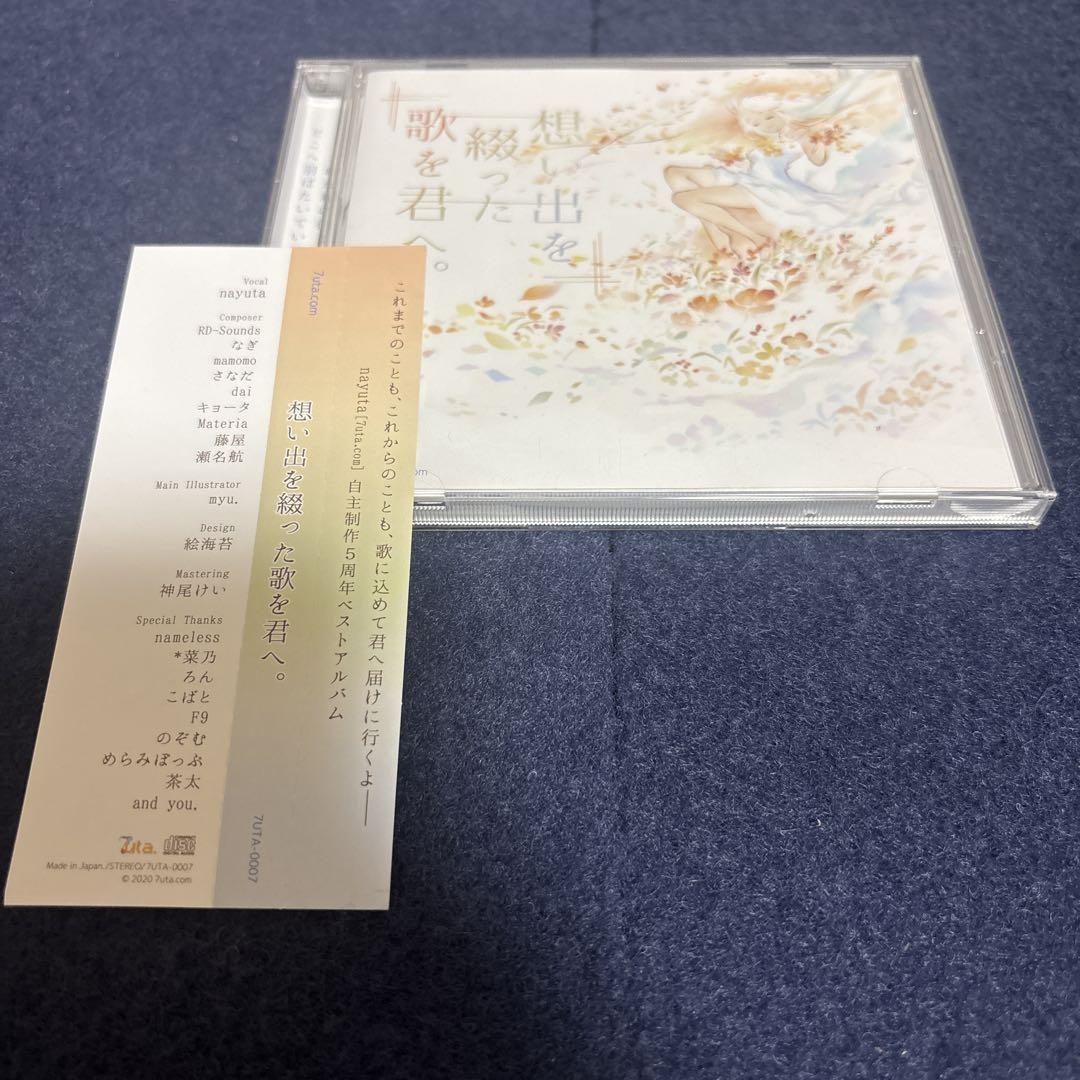 想い出を
綴った
歌を君へ。
これまでのことも、これからのことも、歌に込めて君へ届けに行くよ――
nayuta[7uta.com] 自主制作5周年ベストアルバム
7uta.com
想い出を綴った歌を君へ。
7UTA-0007
Vocal
nayuta
Composer
RD-Sounds
なぎ
mamomo
さなだ
dai
キョータ
Materia
藤屋
瀬名航
Main Illustrator
myu.
Design
絵海苔
Mastering
神尾けい
Special Thanks
nameless
*菜乃
ろん
こばと
F9
のぞむ
めらみぽっぷ
茶太
and you.
7uta. disc
DIGITAL AUDIO
Made in Japan./STEREO/7UTA-0007
© 2020 7uta.com